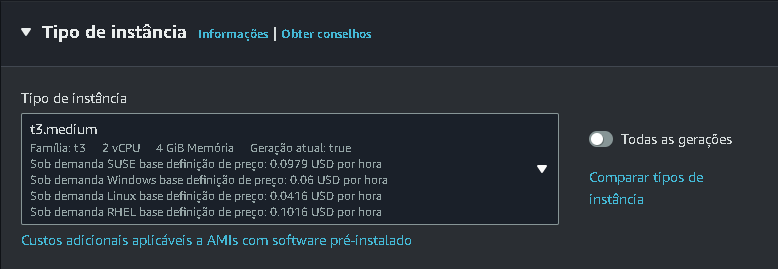 Tipo de instância Informações | Obter conselhos
Tipo de instância
t3.medium
Família: t3 2 vCPU 4 GiB Memória Geração atual: true
Sob demanda SUSE base definição de preço: 0.0979 USD por hora
Sob demanda Windows base definição de preço: 0.06 USD por hora
Sob demanda Linux base definição de preço: 0.0416 USD por hora
Sob demanda RHEL base definição de preço: 0.1016 USD por hora
Todas as gerações
Comparar tipos de
instância
Custos adicionais aplicáveis a AMIs com software pré-instalado